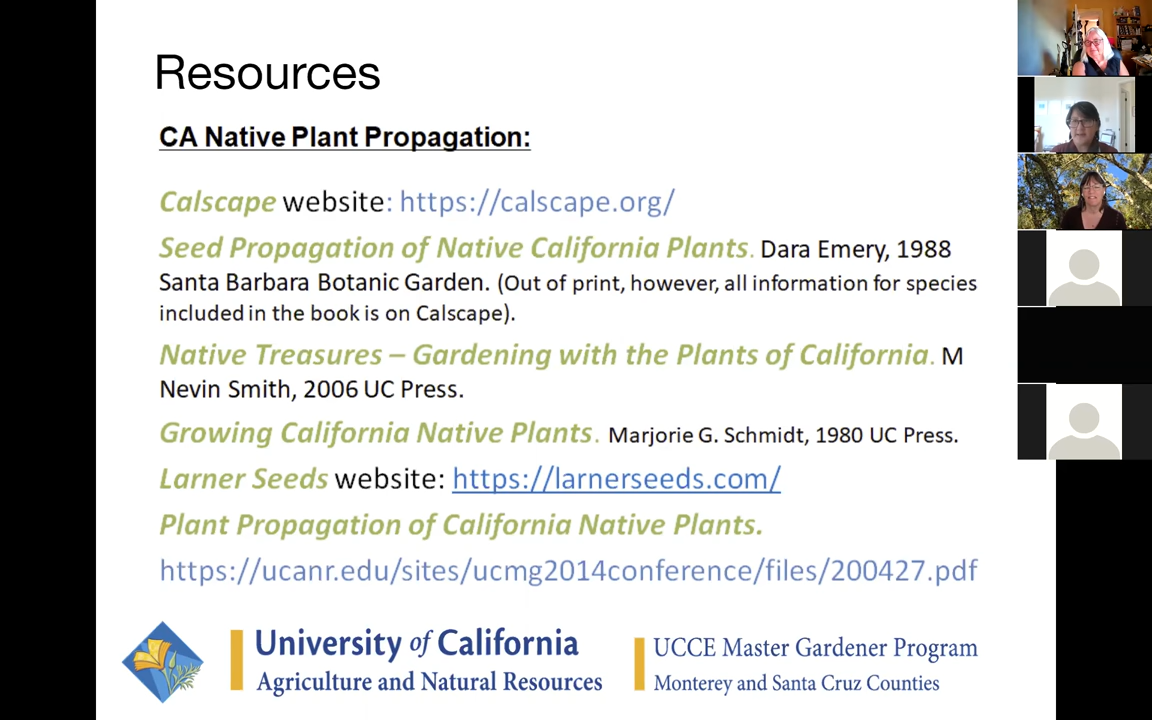 Resources
CA Native Plant Propagation:
Calscape website: https://calscape.org/
Seed Propagation of Native California Plants. Dara Emery, 1988
Santa Barbara Botanic Garden. (Out of print, however, all information for species
included in the book is on Calscape).
Native Treasures – Gardening with the Plants of California. M
Nevin Smith, 2006 UC Press.
Growing California Native Plants. Marjorie G. Schmidt, 1980 UC Press.
Larner Seeds website: https://larnerseeds.com/
Plant Propagation of California Native Plants.
https://ucanr.edu/sites/ucmg2014conference/files/200427.pdf
University of California
Agriculture and Natural Resources
UCCE Master Gardener Program
Monterey and Santa Cruz Counties